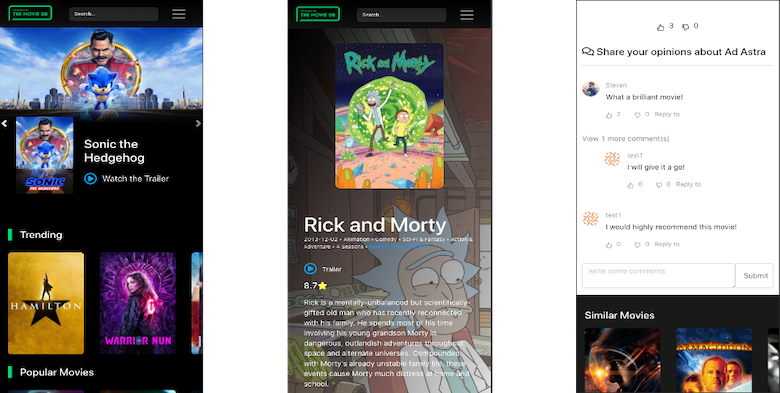 POWERED BY
THE MOVIE DB
Search...
Sonic the
Hedgehog
Watch the Trailer
SONIC
THE HEDGEHOG
Trending
HAMILTON
WARRIOR NUN
Popular Movies
POWERED BY
THE MOVIE DB
Search...
Rick and Morty
Rick and Morty
2013-12-02 • Animation • Comedy • Sci-Fi & Fantasy • Action &
Adventure • 4 Seasons •
Trailer
8.7
Rick is a mentally-unbalanced but scientifically-
gifted old man who has recently reconnected
with his family. He spends most of his time
involving his young grandson Morty in
dangerous, outlandish adventures throughout
space and alternate universes. Compounded
with Morty's already unstable family life, these
events cause Morty much distress at home and
school.
3 0
Share your opinions about Ad Astra
Steven
What a brilliant movie!
7 0 Reply to
View 1 more comment(s)
test1
I will give it a go!
0 0 Reply to
test1
I would highly recommend this movie!
0 0 Reply to
write some comments
Submit
Similar Movies
ARMAGEDDON